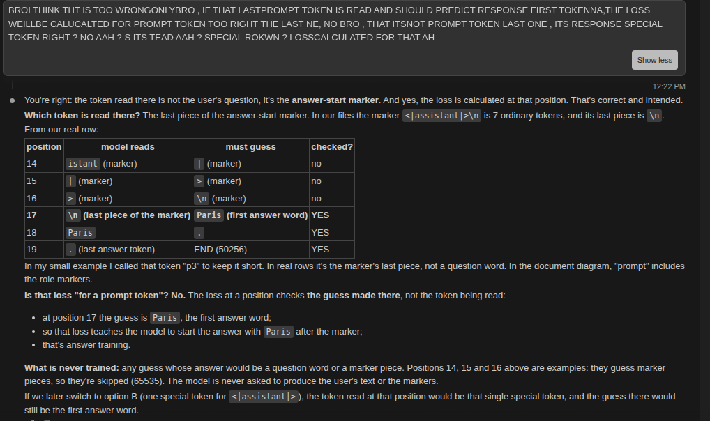 BROI THINK THT IS TOO WRONGONLYBRO , IF THAT LASTPROMPT TOKEN IS READ AND SHOULD PREDICT RESPONSE FIRST TOKENNA,THE LOSS
WEILLBE CALUCALTED FOR PROMPT TOKEN TOO RIGHT THE LAST NE, NO BRO , THAT ITSNOT PROMPT TOKEN LAST ONE , ITS RESPONSE SPECIAL
TOKEN RIGHT ? NO AAH ? S ITS TEAD AAH ? SPECIAL ROKWN ? LOSSCALCULATED FOR THAT AH
Show less
12:22 PM
You're right: the token read there is not the user's question, it's the answer-start marker. And yes, the loss is calculated at that position. That's correct and intended.
Which token is read there? The last piece of the answer-start marker. In our files the marker <|assistant|>\n is 7 ordinary tokens, and its last piece is \n.
From our real row:
position model reads must guess checked?
14 istant (marker) | (marker) no
15 | (marker) > (marker) no
16 > (marker) \n (marker) no
17 \n (last piece of the marker) Paris (first answer word) YES
18 Paris . YES
19 . (last answer token) END (50256) YES
In my small example I called that token "p3" to keep it short. In real rows it's the marker's last piece, not a question word. In the document diagram, "prompt" includes
the role markers.
Is that loss "for a prompt token"? No. The loss at a position checks the guess made there, not the token being read:
• at position 17 the guess is Paris, the first answer word;
• so that loss teaches the model to start the answer with Paris after the marker;
• that's answer training.
What is never trained: any guess whose answer would be a question word or a marker piece. Positions 14, 15 and 16 above are examples: they guess marker
pieces, so they're skipped (65535). The model is never asked to produce the user's text or the markers.
If we later switch to option B (one special token for <|assistant|>), the token read at that position would be that single special token, and the guess there would
still be the first answer word.